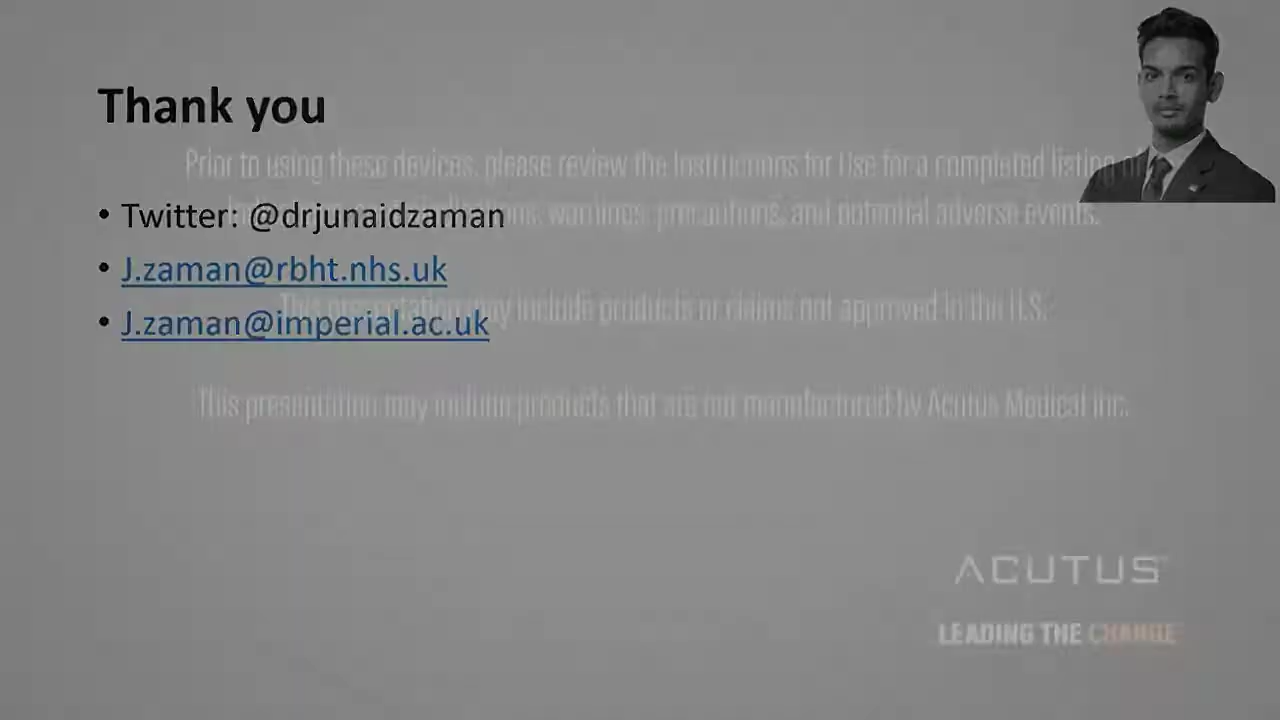 Thank you
Prior to using these devices, please review the Instructions for Use for a completed listing
warnings, precautions, and potential adverse events.
• Twitter: @drjunaidzaman
• J.zaman@rbht.nhs.uk
This presentation may include products or claims not approved in the U.S.
• J.zaman@imperial.ac.uk
This presentation may include products that are not manufactured by Acutus Medical Inc.
ACUTUS
LEADING THE CHANGE